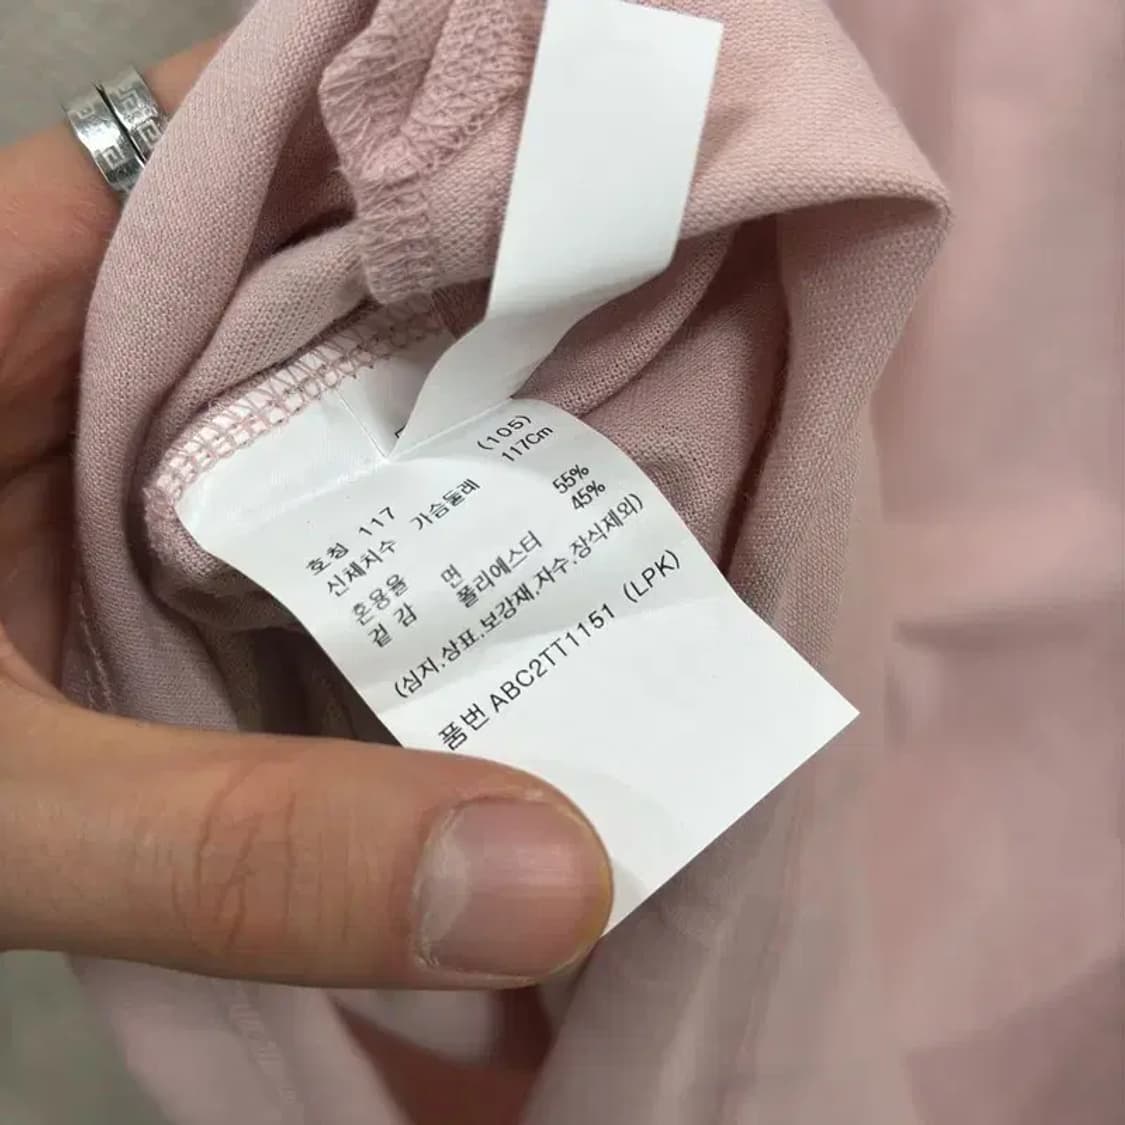 호칭 117 (105)
신체치수 가슴둘레 117Cm
혼용율 면 55%
겉감 폴리에스터 45%
(심지,상표,보강재,자수,장식제외)
품번 ABC2TT1151 (LPK)